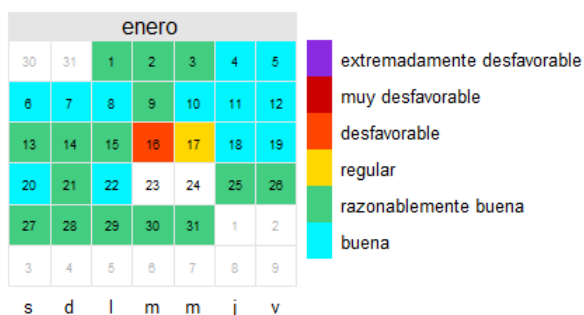 enero
30 31 1 2 3 4 5
6 7 8 9 10 11 12
13 14 15 16 17 18 19
20 21 22 23 24 25 26
27 28 29 30 31 1 2
3 4 5 6 7 8 9
s d l m m j v
extremadamente desfavorable
muy desfavorable
desfavorable
regular
razonablemente buena
buena